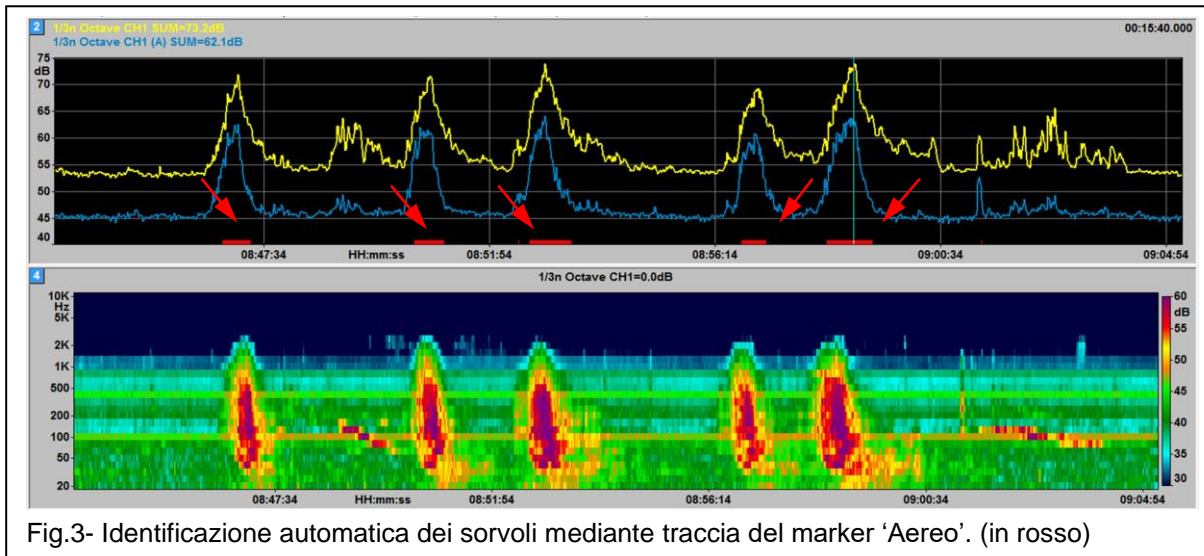 2
1/3n Octave CH1 SUM=73.2dB
00:15:40.000
1/3n Octave CH1 (A) SUM=62.1dB
75
dB
70
65
60
55
50
45
40
08:47:34 HH:mm:ss 08:51:54 08:56:14 09:00:34 09:04:54
4
1/3n Octave CH1=0.0dB
10K
Hz
5K
2K
1K
500
200
100
50
20
60
dB
55
50
45
40
35
30
08:47:34 HH:mm:ss 08:51:54 08:56:14 09:00:34 09:04:54
Fig.3- Identificazione automatica dei sorvoli mediante traccia del marker ‘Aereo’. (in rosso)